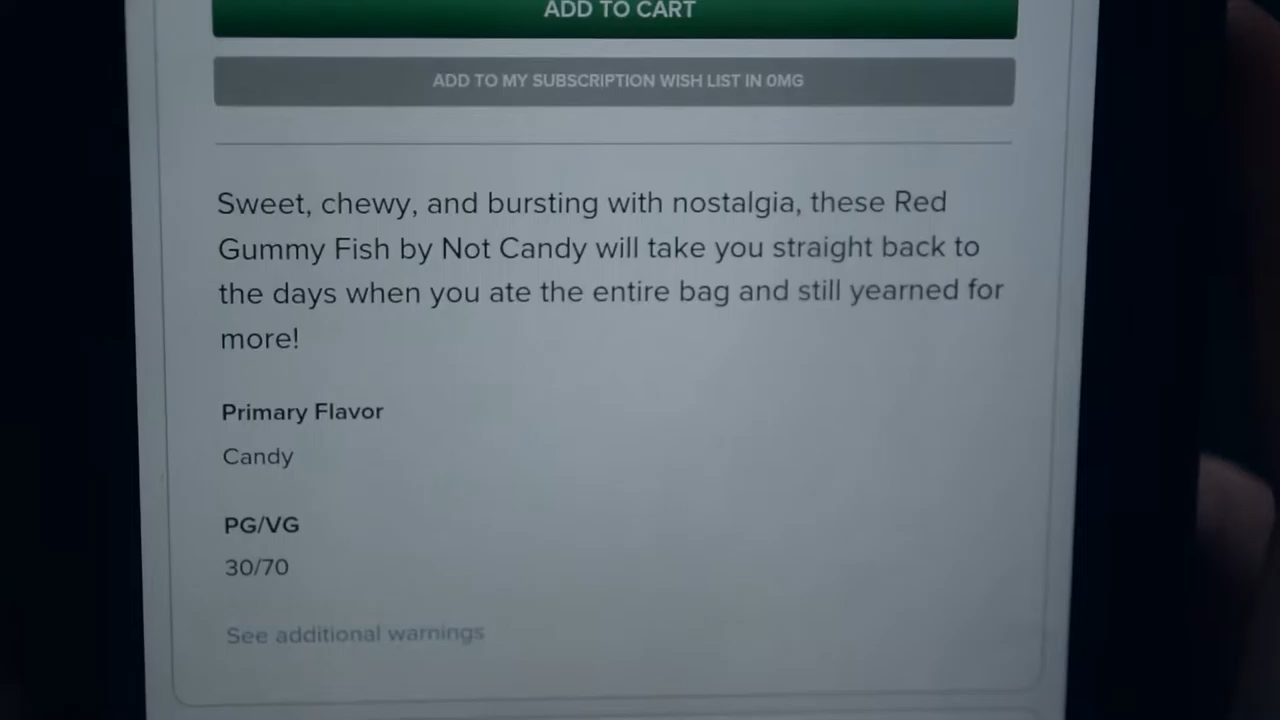 ADD TO CART
ADD TO MY SUBSCRIPTION WISH LIST IN 0MG
Sweet, chewy, and bursting with nostalgia, these Red
Gummy Fish by Not Candy will take you straight back to
the days when you ate the entire bag and still yearned for
more!
Primary Flavor
Candy
PG/VG
30/70
See additional warnings